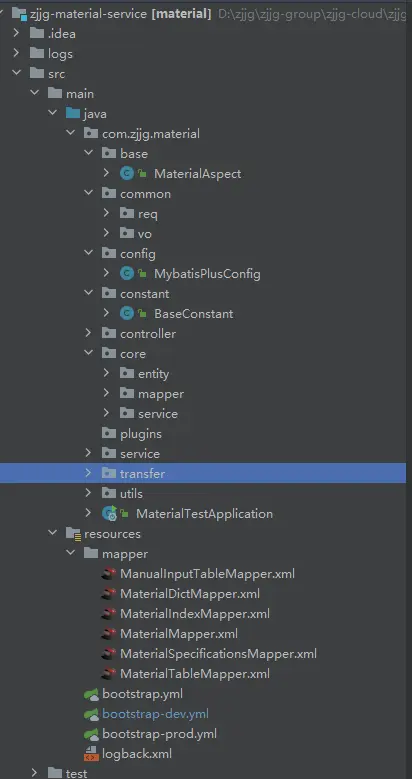 zjjg-material-service [material] D:\zjjg\zjjg-group\zjjg-cloud\zjjg
.idea
logs
src
main
java
com.zjjg.material
base
MaterialAspect
common
req
vo
config
MybatisPlusConfig
constant
BaseConstant
controller
core
entity
mapper
service
plugins
service
transfer
utils
MaterialTestApplication
resources
mapper
ManualInputTableMapper.xml
MaterialDictMapper.xml
MaterialIndexMapper.xml
MaterialMapper.xml
MaterialSpecificationsMapper.xml
MaterialTableMapper.xml
bootstrap.yml
bootstrap-dev.yml
bootstrap-prod.yml
logback.xml
test